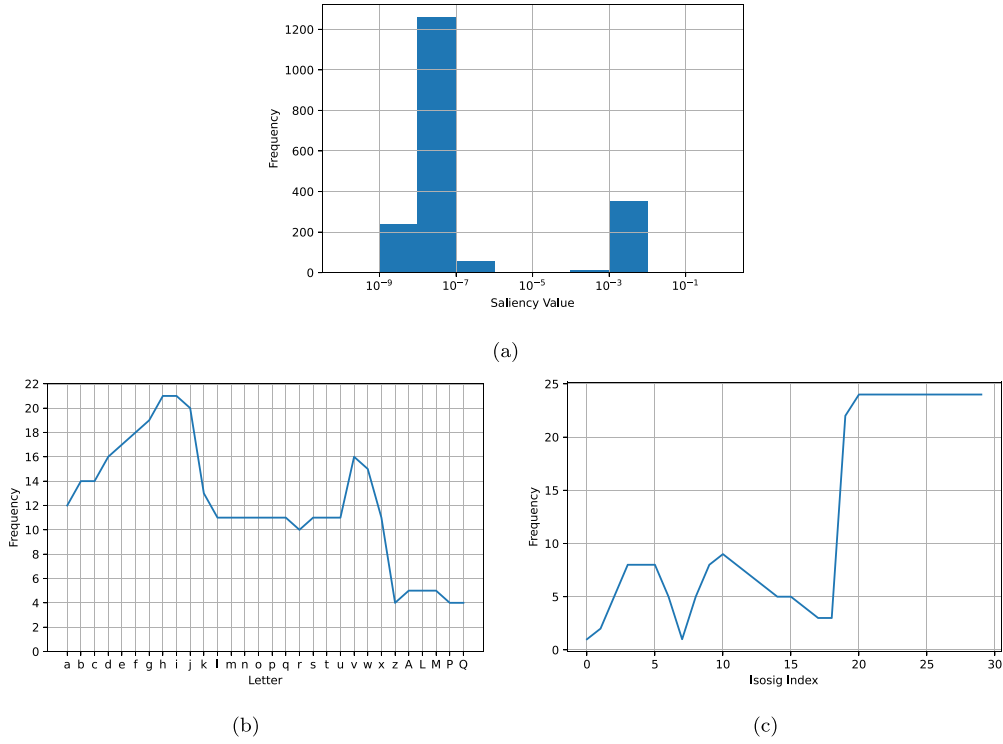 1200
1000
800
600
400
200
0
Frequency
10⁻⁹ 10⁻⁷ 10⁻⁵ 10⁻³ 10⁻¹
Saliency Value
(a)
22
20
18
16
14
12
10
8
6
4
2
0
Frequency
a b c d e f g h i j k l m n o p q r s t u v w x z A L M P Q
Letter
(b)
25
20
15
10
5
0
Frequency
0 5 10 15 20 25 30
Isosig Index
(c)